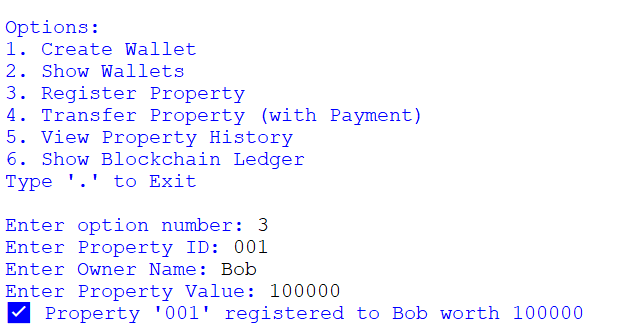 Options:
1. Create Wallet
2. Show Wallets
3. Register Property
4. Transfer Property (with Payment)
5. View Property History
6. Show Blockchain Ledger
Type '.' to Exit
Enter option number: 3
Enter Property ID: 001
Enter Owner Name: Bob
Enter Property Value: 100000
✅ Property '001' registered to Bob worth 100000